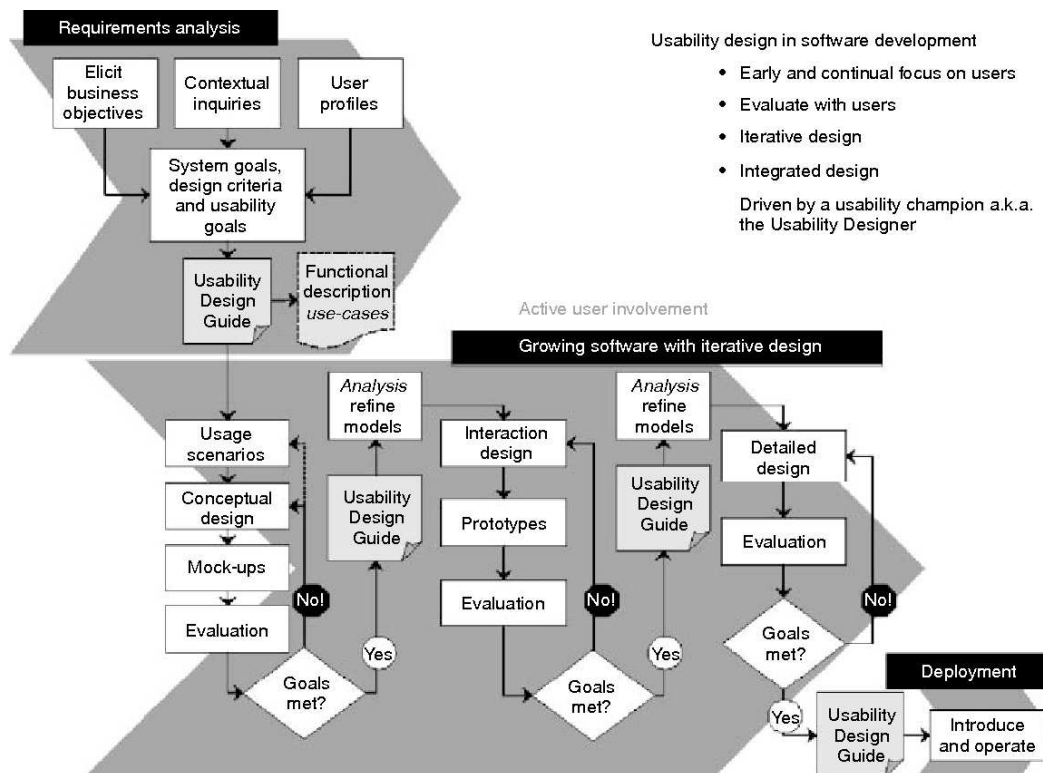 Requirements analysis
Elicit
business
objectives
Contextual
inquiries
User
profiles
System goals,
design criteria
and usability
goals
Usability
Design
Guide
Functional
description
use-cases
Usability design in software development
• Early and continual focus on users
• Evaluate with users
• Iterative design
• Integrated design
Driven by a usability champion a.k.a.
the Usability Designer
Active user involvement
Growing software with iterative design
Usage
scenarios
Conceptual
design
Mock-ups
Evaluation
Goals
met?
No!
Yes
Usability
Design
Guide
Analysis
refine
models
Interaction
design
Prototypes
Evaluation
Goals
met?
No!
Yes
Usability
Design
Guide
Analysis
refine
models
Detailed
design
Evaluation
Goals
met?
No!
Yes
Deployment
Usability
Design
Guide
Introduce
and operate